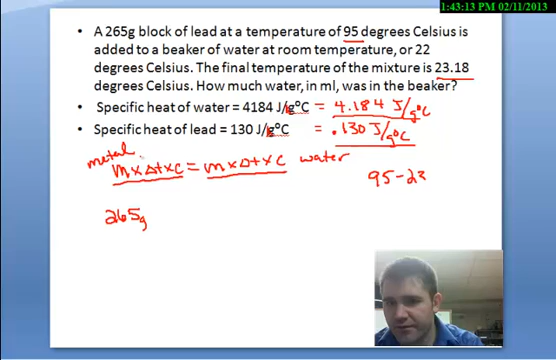 1:43:13 PM 02/11/2013
• A 265g block of lead at a temperature of 95 degrees Celsius is
added to a beaker of water at room temperature, or 22
degrees Celsius. The final temperature of the mixture is 23.18
degrees Celsius. How much water, in ml, was in the beaker?
• Specific heat of water = 4184 J/g°C = 4.184 J/g°C
• Specific heat of lead = 130 J/g°C = .130 J/g°C
metal
m x Δt x C = m x Δt x C water
95-23
265g